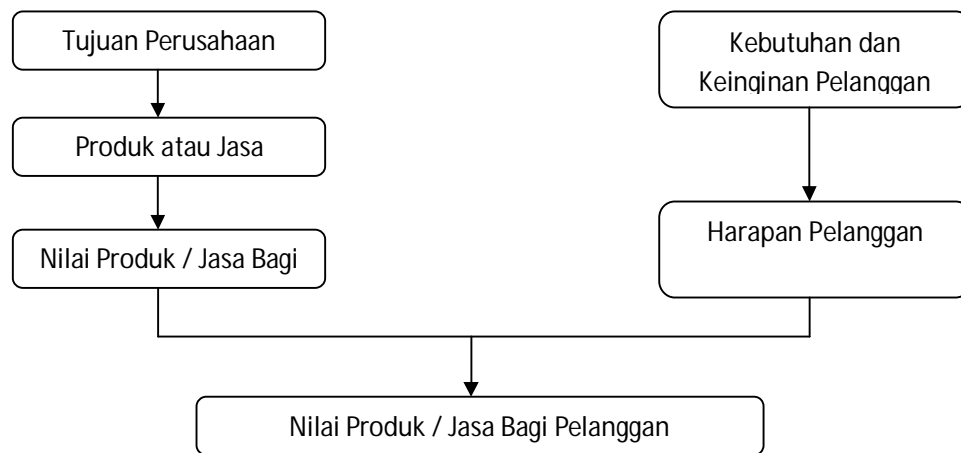 Tujuan Perusahaan
Produk atau Jasa
Nilai Produk / Jasa Bagi
Kebutuhan dan
Keinginan Pelanggan
Harapan Pelanggan
Nilai Produk / Jasa Bagi Pelanggan